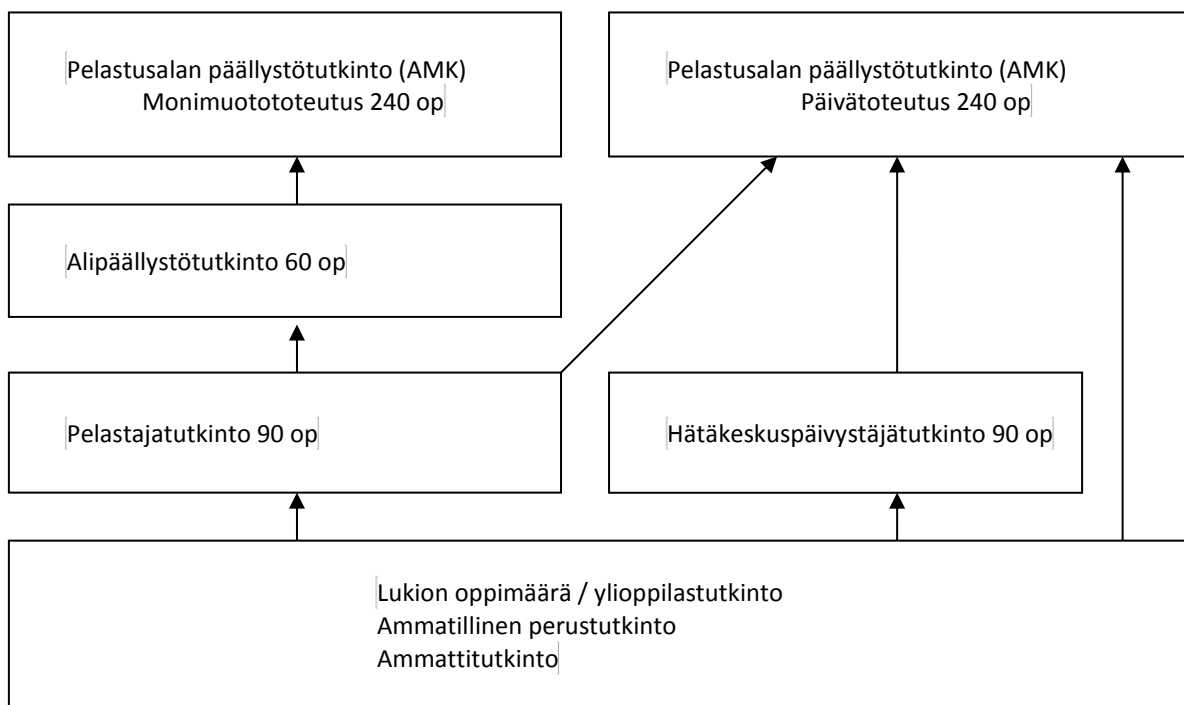 Pelastusalan päällystötutkinto (AMK)
Monimuotototeutus 240 op
Pelastusalan päällystötutkinto (AMK)
Päivätoteutus 240 op
Alipäällystötutkinto 60 op
Pelastajatutkinto 90 op
Hätäkeskuspäivystäjätutkinto 90 op
Lukion oppimäärä / ylioppilastutkinto
Ammatillinen perustutkinto
Ammattitutkinto